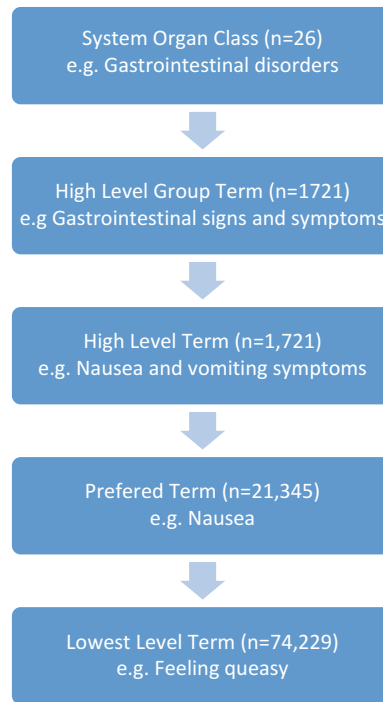 System Organ Class (n=26)
e.g. Gastrointestinal disorders
High Level Group Term (n=1721)
e.g Gastrointestinal signs and symptoms
High Level Term (n=1,721)
e.g. Nausea and vomiting symptoms
Prefered Term (n=21,345)
e.g. Nausea
Lowest Level Term (n=74,229)
e.g. Feeling queasy